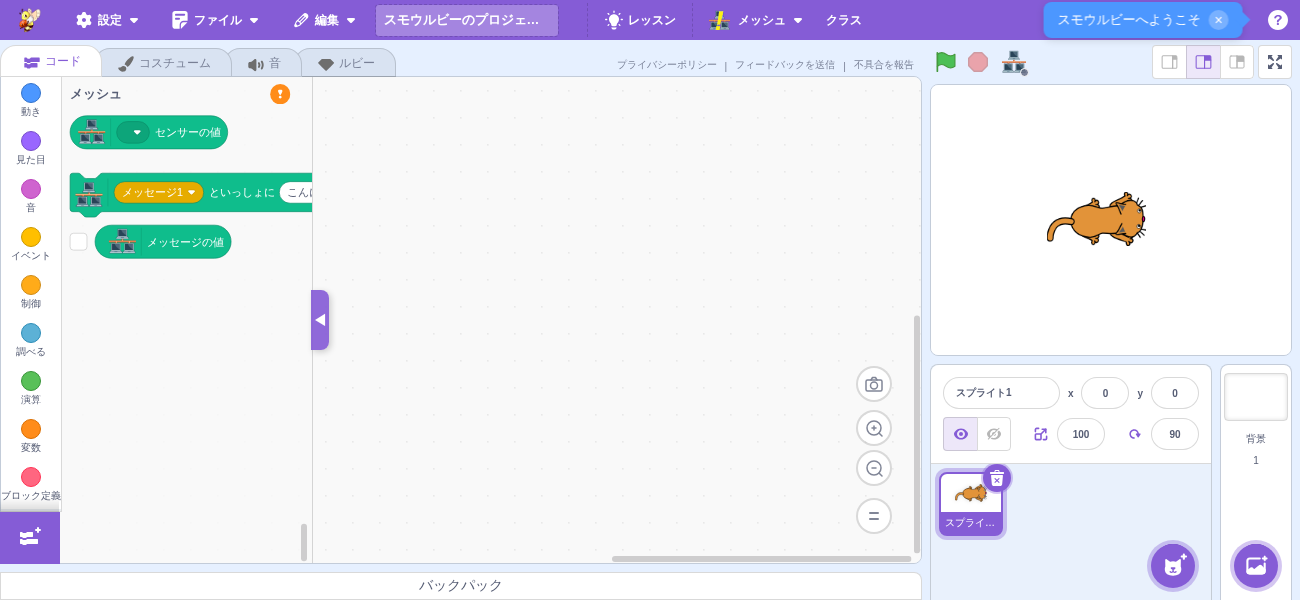 設定
ファイル
編集
スモウルビーのプロジェ...
レッスン
メッシュ
クラス
スモウルビーへようこそ
コード
コスチューム
音
ルビー
プライバシーポリシー | フィードバックを送信 | 不具合を報告
動き
見た目
音
イベント
制御
調べる
演算
変数
ブロック定義
メッシュ
センサーの値
メッセージ1 といっしょに
メッセージの値
スプライト1
x 0
y 0
100
90
スプライ...
背景
1
バックパック